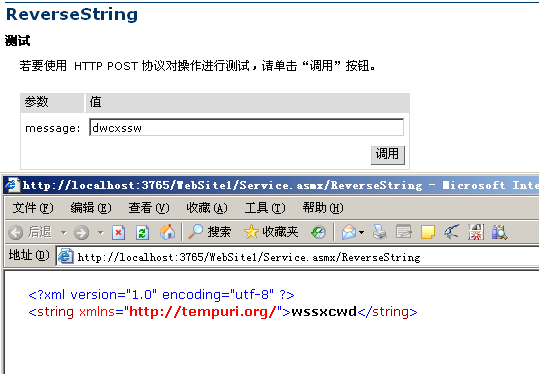 ReverseString
测试
若要使用 HTTP POST 协议对操作进行测试，请单击“调用”按钮。
参数 值
message: dwcxssw
调用
http://localhost:3765/WebSite1/Service.asmx/ReverseString - Microsoft Inte
文件(F) 编辑(E) 查看(V) 收藏(A) 工具(T) 帮助(H)
后退 搜索 收藏夹
地址(D) http://localhost:3765/WebSite1/Service.asmx/ReverseString
<?xml version="1.0" encoding="utf-8" ?>
<string xmlns="http://tempuri.org/">wssxcwd</string>